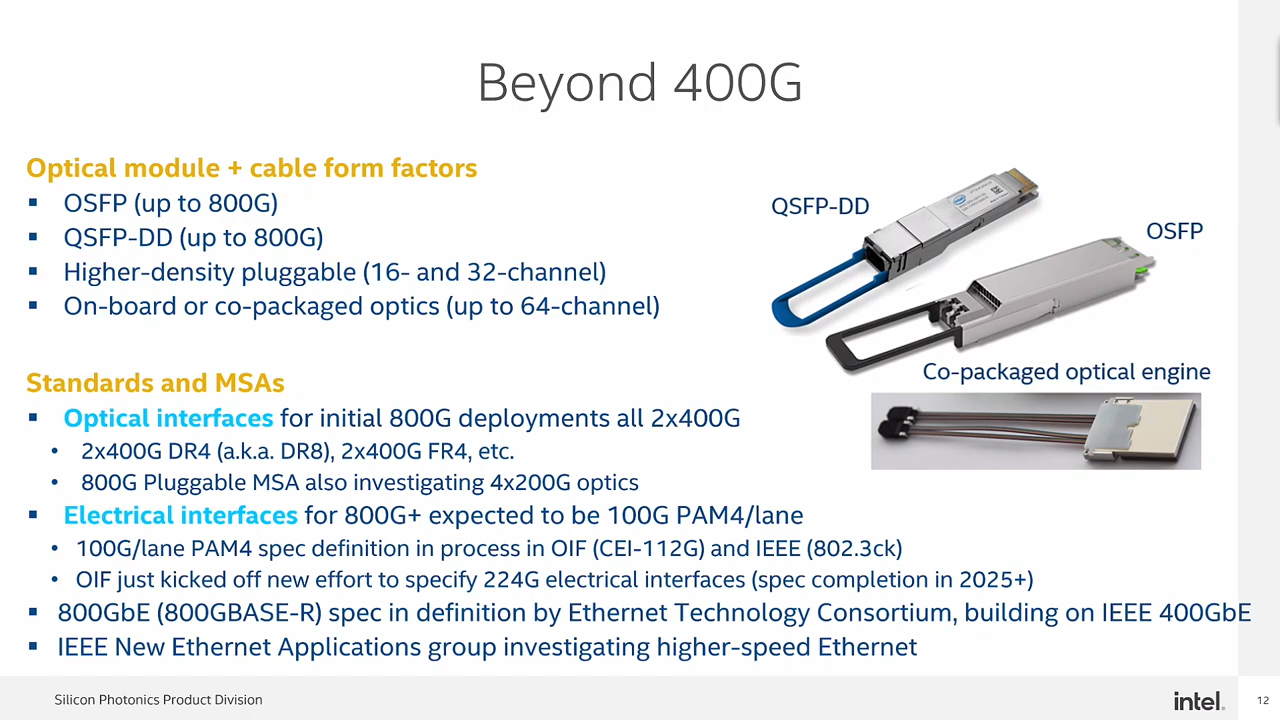 Beyond 400G
Optical module + cable form factors
▪ OSFP (up to 800G)
▪ QSFP-DD (up to 800G)
▪ Higher-density pluggable (16- and 32-channel)
▪ On-board or co-packaged optics (up to 64-channel)
QSFP-DD
OSFP
Co-packaged optical engine
Standards and MSAs
▪ Optical interfaces for initial 800G deployments all 2x400G
• 2x400G DR4 (a.k.a. DR8), 2x400G FR4, etc.
• 800G Pluggable MSA also investigating 4x200G optics
▪ Electrical interfaces for 800G+ expected to be 100G PAM4/lane
• 100G/lane PAM4 spec definition in process in OIF (CEI-112G) and IEEE (802.3ck)
• OIF just kicked off new effort to specify 224G electrical interfaces (spec completion in 2025+)
▪ 800GbE (800GBASE-R) spec in definition by Ethernet Technology Consortium, building on IEEE 400GbE
▪ IEEE New Ethernet Applications group investigating higher-speed Ethernet
Silicon Photonics Product Division
intel.
12